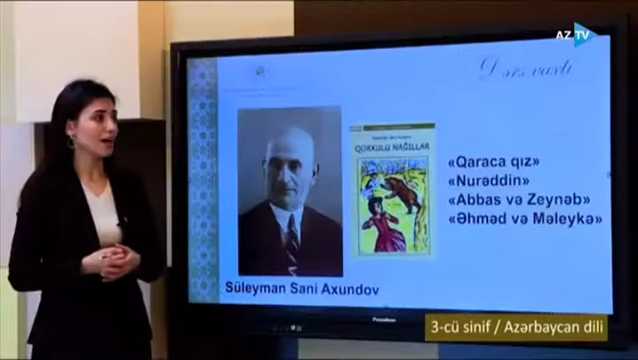 AZ.TV
Dərs vaxtı
QORXULU NAĞILLAR
«Qaraca qız»
«Nurəddin»
«Abbas və Zeynəb»
«Əhməd və Məleykə»
Süleyman Sani Axundov
3-cü sinif / Azərbaycan dili